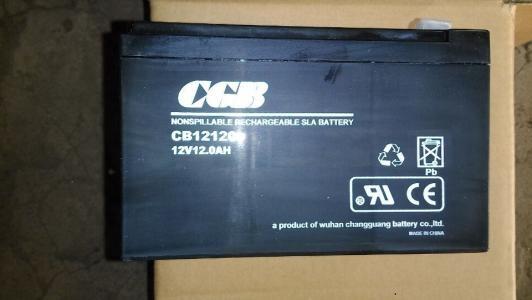 CGB
NONSPILLABLE RECHARGEABLE SLA BATTERY
12V12.0AH
Pb
® RU CE
a product of wuhan changguang battery co.,ltd.
MADE IN CHINA